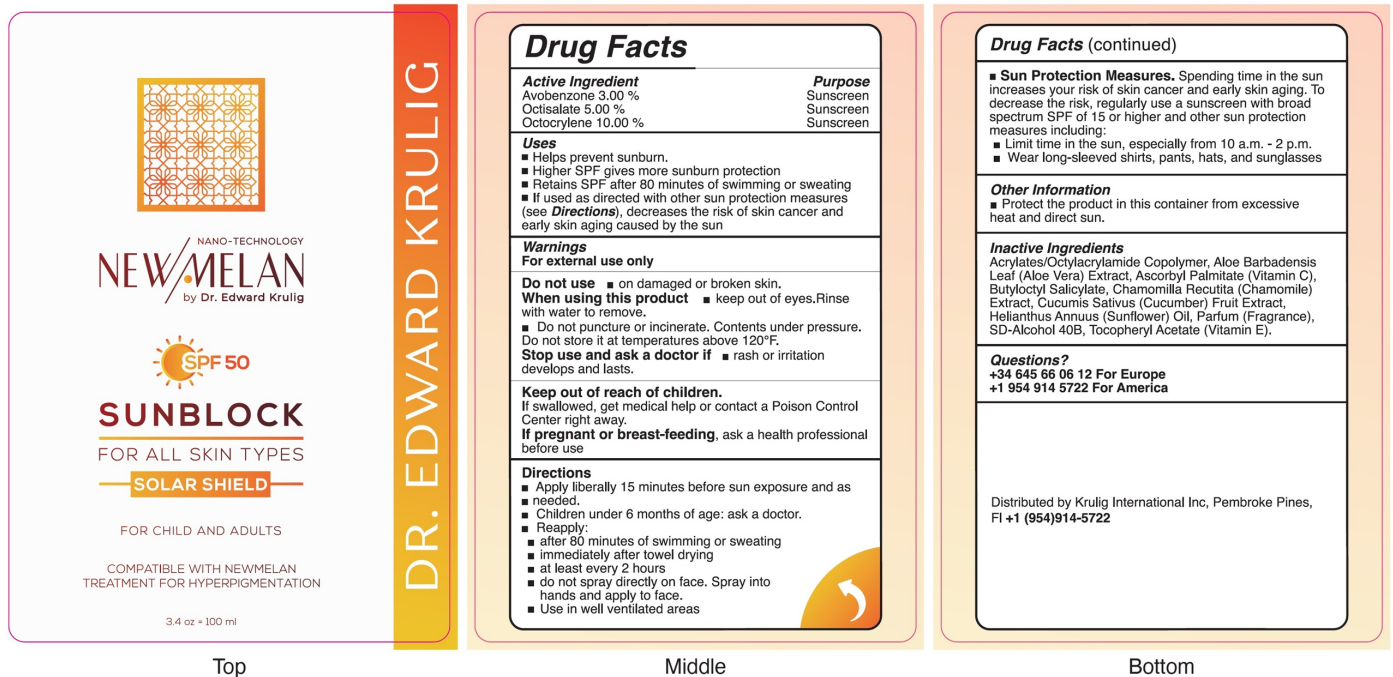 NANO-TECHNOLOGY
NEW MELAN
by Dr. Edward Krulig
SPF 50
SUNBLOCK
FOR ALL SKIN TYPES
SOLAR SHIELD
FOR CHILD AND ADULTS
COMPATIBLE WITH NEWMELAN
TREATMENT FOR HYPERPIGMENTATION
3.4 oz = 100 ml
DR. EDWARD KRULIG
Top
Drug Facts
Active Ingredient Purpose
Avobenzone 3.00 % Sunscreen
Octisalate 5.00 % Sunscreen
Octocrylene 10.00 % Sunscreen
Uses
▪ Helps prevent sunburn.
▪ Higher SPF gives more sunburn protection
▪ Retains SPF after 80 minutes of swimming or sweating
▪ If used as directed with other sun protection measures
(see Directions), decreases the risk of skin cancer and
early skin aging caused by the sun
Warnings
For external use only
Do not use ▪ on damaged or broken skin.
When using this product ▪ keep out of eyes.Rinse
with water to remove.
▪ Do not puncture or incinerate. Contents under pressure.
Do not store it at temperatures above 120°F.
Stop use and ask a doctor if ▪ rash or irritation
develops and lasts.
Keep out of reach of children.
If swallowed, get medical help or contact a Poison Control
Center right away.
If pregnant or breast-feeding, ask a health professional
before use
Directions
▪ Apply liberally 15 minutes before sun exposure and as
▪ needed.
▪ Children under 6 months of age: ask a doctor.
▪ Reapply:
▪ after 80 minutes of swimming or sweating
▪ immediately after towel drying
▪ at least every 2 hours
▪ do not spray directly on face. Spray into
hands and apply to face.
▪ Use in well ventilated areas
Middle
Drug Facts (continued)
▪ Sun Protection Measures. Spending time in the sun
increases your risk of skin cancer and early skin aging. To
decrease the risk, regularly use a sunscreen with broad
spectrum SPF of 15 or higher and other sun protection
measures including:
▪ Limit time in the sun, especially from 10 a.m. - 2 p.m.
▪ Wear long-sleeved shirts, pants, hats, and sunglasses
Other Information
▪ Protect the product in this container from excessive
heat and direct sun.
Inactive Ingredients
Acrylates/Octylacrylamide Copolymer, Aloe Barbadensis
Leaf (Aloe Vera) Extract, Ascorbyl Palmitate (Vitamin C),
Butyloctyl Salicylate, Chamomilla Recutita (Chamomile)
Extract, Cucumis Sativus (Cucumber) Fruit Extract,
Helianthus Annuus (Sunflower) Oil, Parfum (Fragrance),
SD-Alcohol 40B, Tocopheryl Acetate (Vitamin E).
Questions?
+34 645 66 06 12 For Europe
+1 954 914 5722 For America
Distributed by Krulig International Inc, Pembroke Pines,
Fl +1 (954)914-5722
Bottom